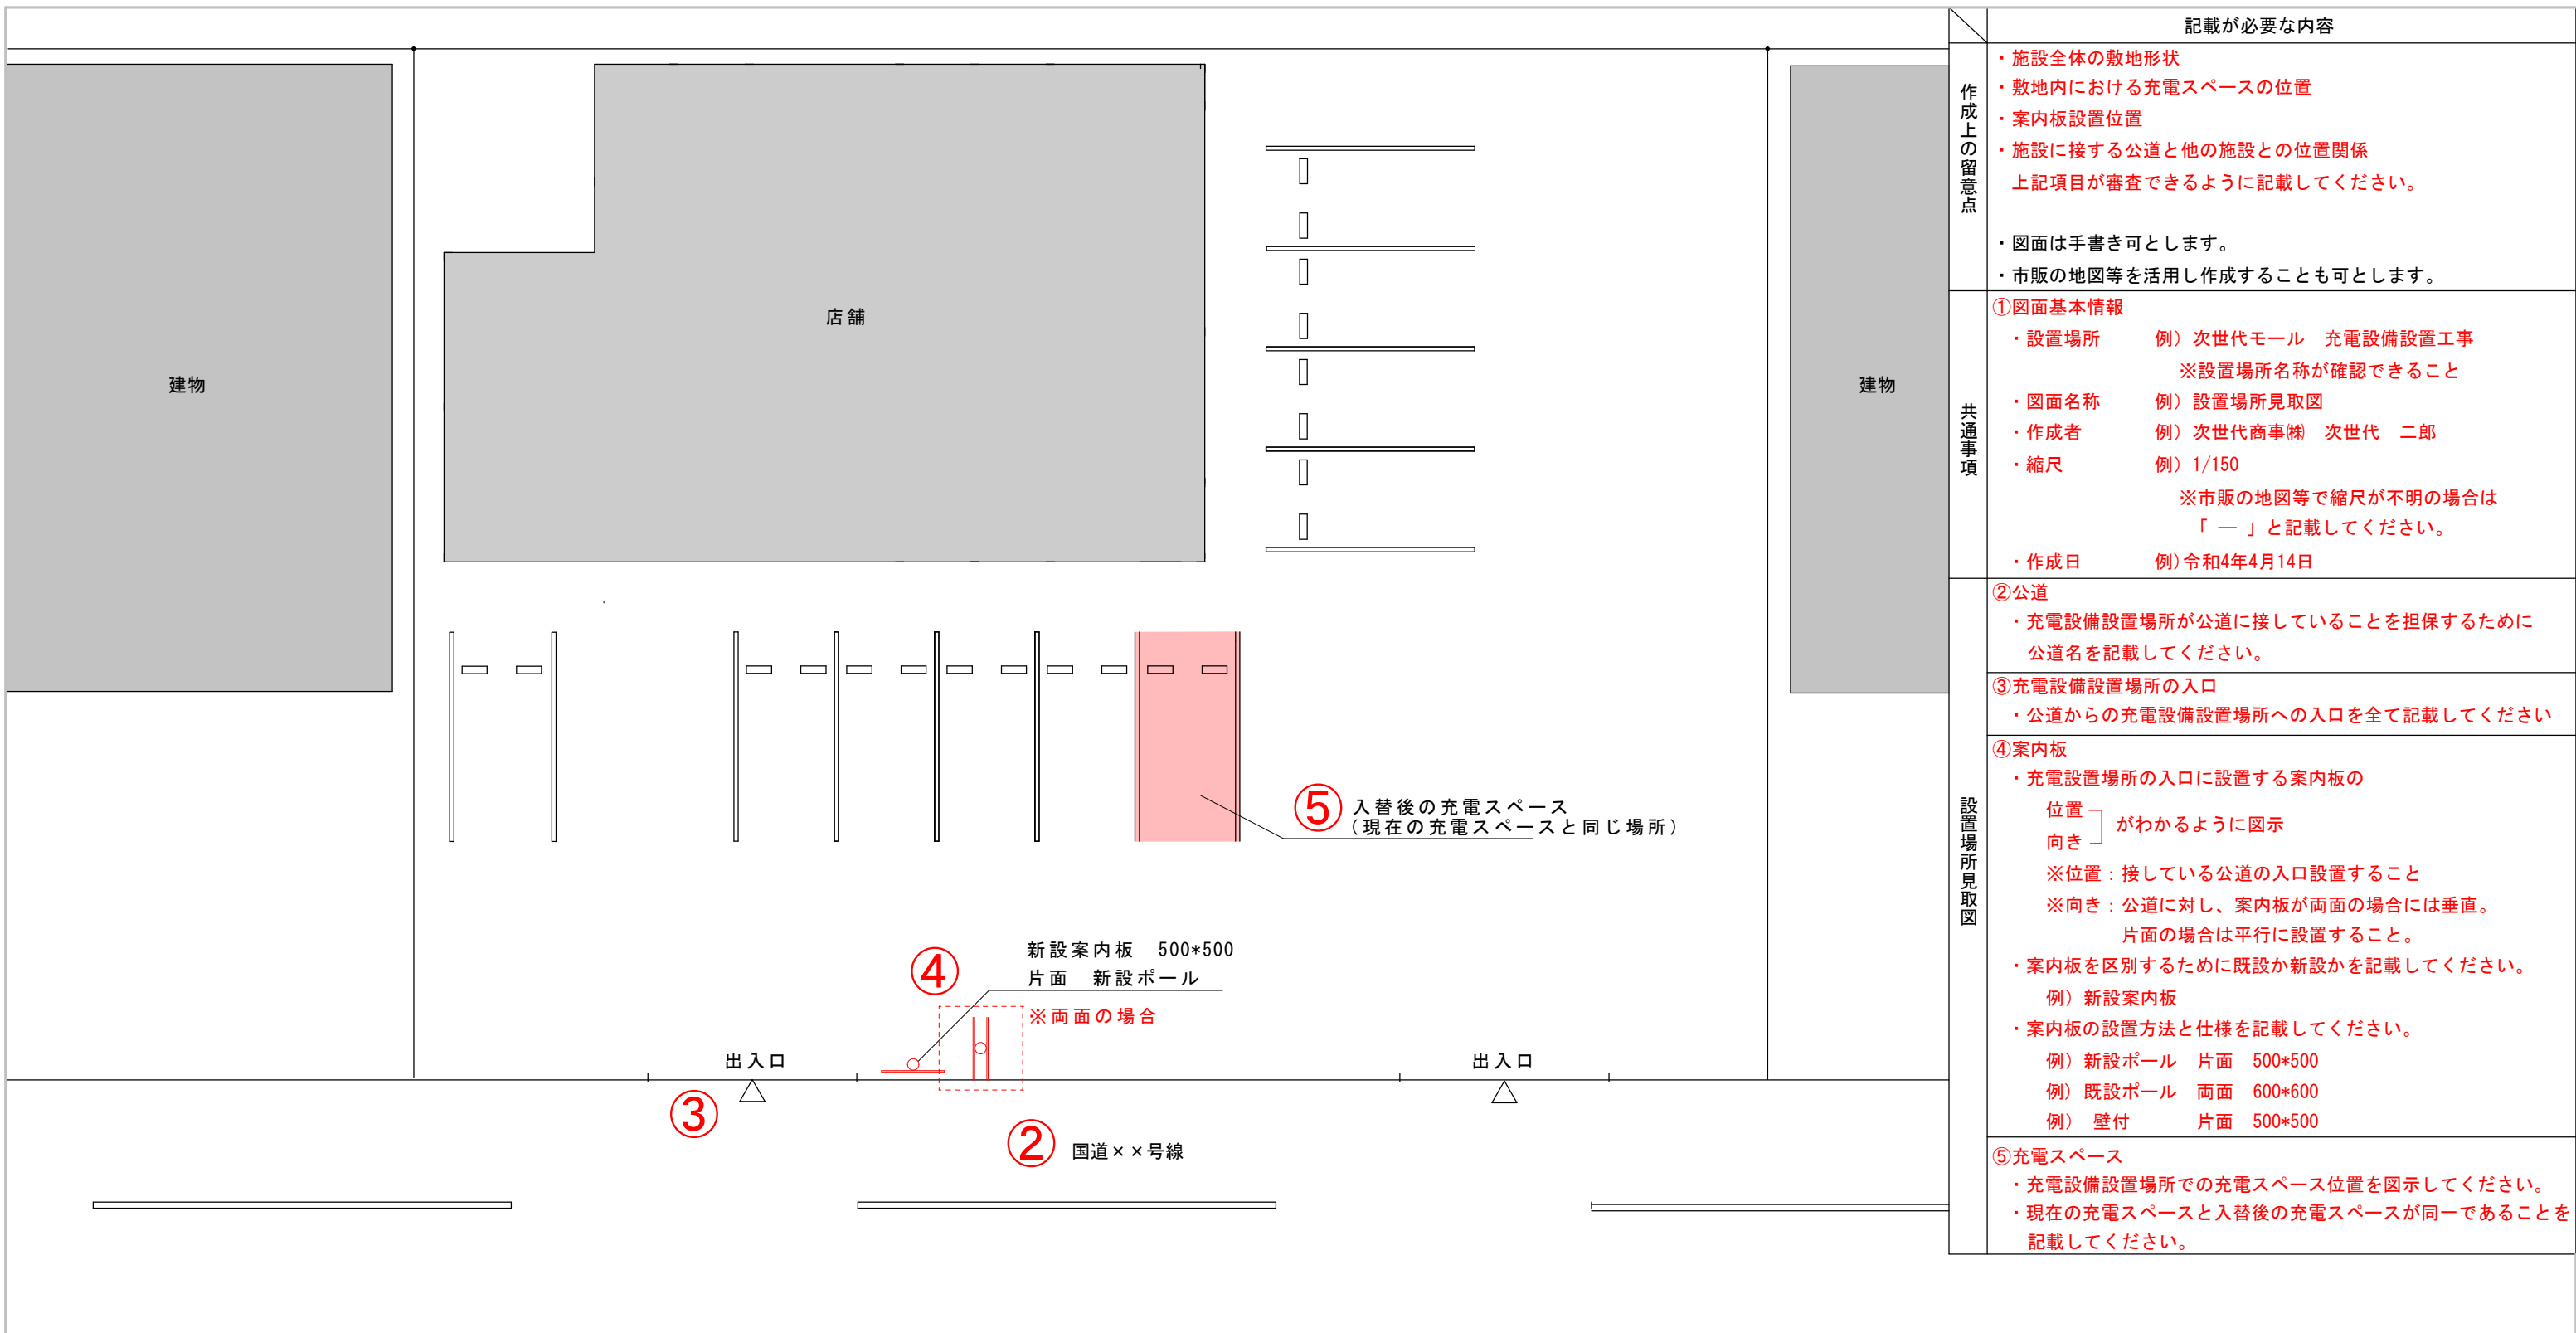 建物
店舗
建物
⑤
入替後の充電スペース
（現在の充電スペースと同じ場所）
④
新設案内板　500*500
片面　新設ポール
※両面の場合
出入口
出入口
③
②
国道××号線
記載が必要な内容
作成上の留意点
・施設全体の敷地形状
・敷地内における充電スペースの位置
・案内板設置位置
・施設に接する公道と他の施設との位置関係
上記項目が審査できるように記載してください。
・図面は手書き可とします。
・市販の地図等を活用し作成することも可とします。
共通事項
①図面基本情報
・設置場所　例）次世代モール　充電設備設置工事
※設置場所名称が確認できること
・図面名称　例）設置場所見取図
・作成者　例）次世代商事㈱　次世代　二郎
・縮尺　例）1/150
※市販の地図等で縮尺が不明の場合は
「 ― 」と記載してください。
・作成日　例)令和4年4月14日
設置場所見取図
②公道
・充電設備設置場所が公道に接していることを担保するために
公道名を記載してください。
③充電設備設置場所の入口
・公道からの充電設備設置場所への入口を全て記載してください
④案内板
・充電設置場所の入口に設置する案内板の
位置
がわかるように図示
向き
※位置：接している公道の入口設置すること
※向き：公道に対し、案内板が両面の場合には垂直。
片面の場合は平行に設置すること。
・案内板を区別するために既設か新設かを記載してください。
例）新設案内板
・案内板の設置方法と仕様を記載してください。
例）新設ポール　片面　500*500
例）既設ポール　両面　600*600
例）　壁付　片面　500*500
⑤充電スペース
・充電設備設置場所での充電スペース位置を図示してください。
・現在の充電スペースと入替後の充電スペースが同一であることを
記載してください。